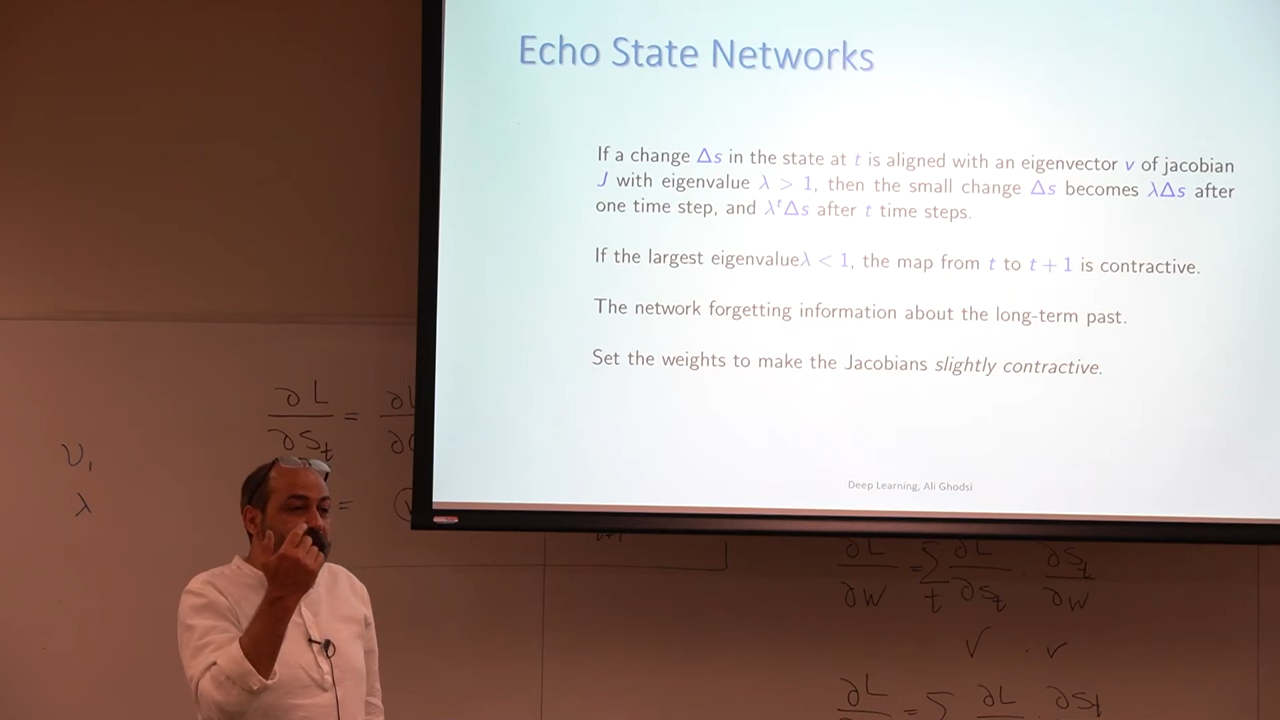 Echo State Networks
If a change Δs in the state at t is aligned with an eigenvector v of jacobian
J with eigenvalue λ > 1, then the small change Δs becomes λΔs after
one time step, and λᵗΔs after t time steps.
If the largest eigenvalueλ < 1, the map from t to t + 1 is contractive.
The network forgetting information about the long-term past.
Set the weights to make the Jacobians slightly contractive.
Deep Learning, Ali Ghodsi
∂L/∂Sₜ =
=
υ₁
λ
∂L/∂W = Σₜ ∂L/∂Sₜ · ∂Sₜ/∂W
∂L = Σ ∂L ∂Sₜ